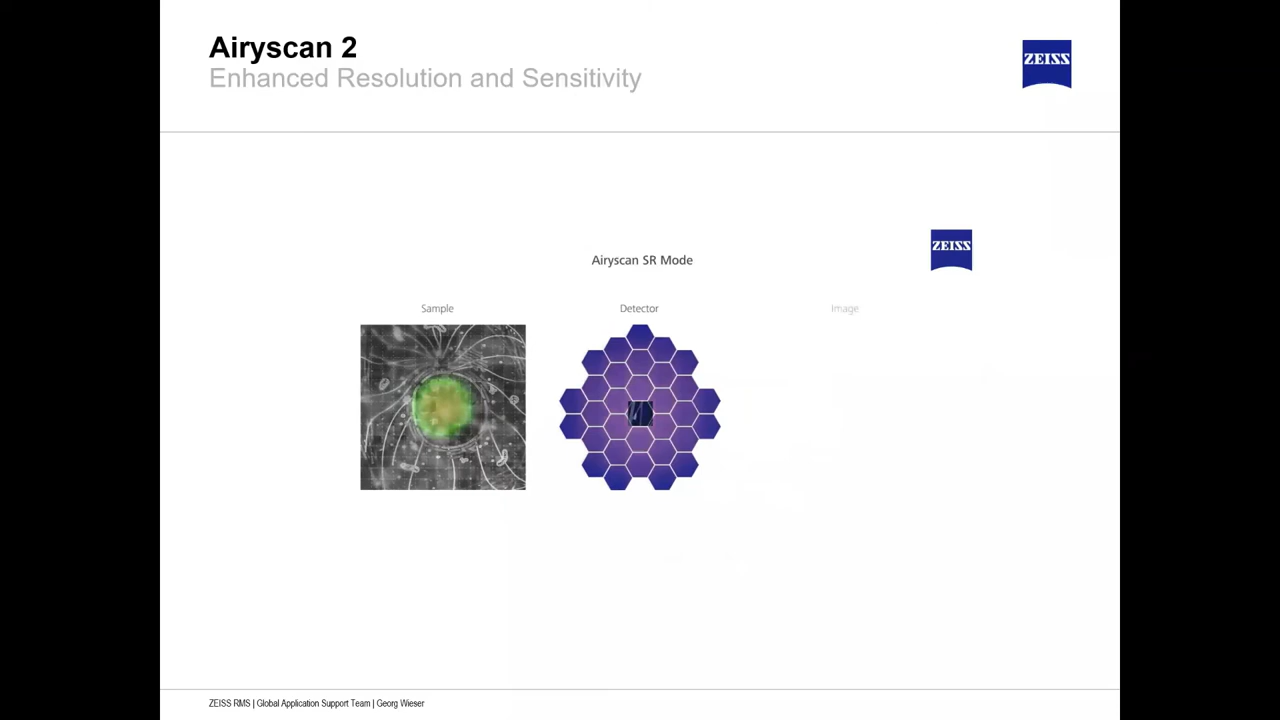 Airyscan 2
Enhanced Resolution and Sensitivity
ZEISS
ZEISS
Airyscan SR Mode
Sample
Detector
Image
ZEISS RMS | Global Application Support Team | Georg Wieser